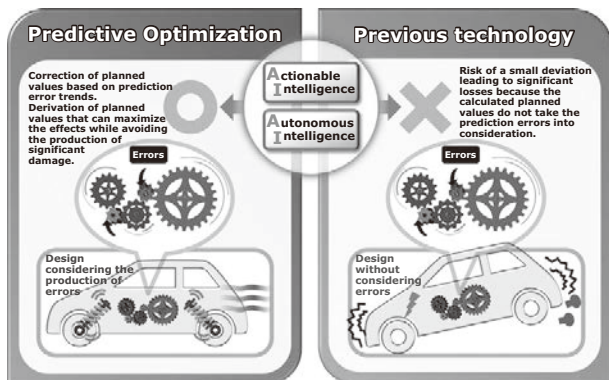 Predictive Optimization
Correction of planned
values based on prediction
error trends.
Derivation of planned
values that can maximize
the effects while avoiding
the production of
significant
damage.
Errors
Design
considering the
production of
errors
Actionable
Intelligence
Autonomous
Intelligence
Previous technology
Risk of a small deviation
leading to significant
losses because the
calculated planned
values do not take the
prediction errors into
consideration.
Errors
Design
without
considering
errors